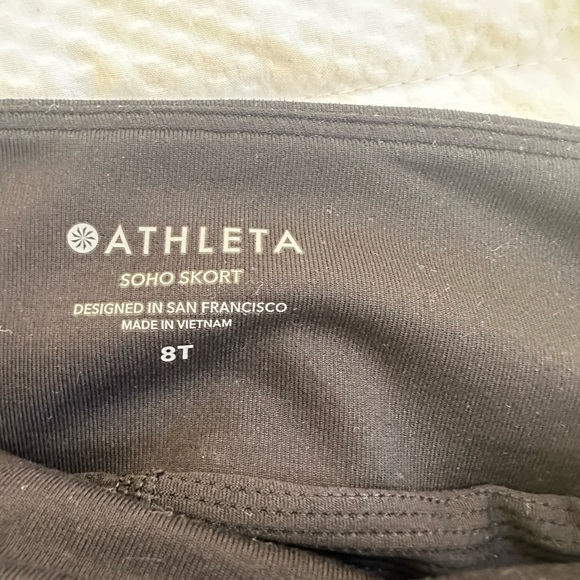 ATHLETA
SOHO SKORT
DESIGNED IN SAN FRANCISCO
MADE IN VIETNAM
8T